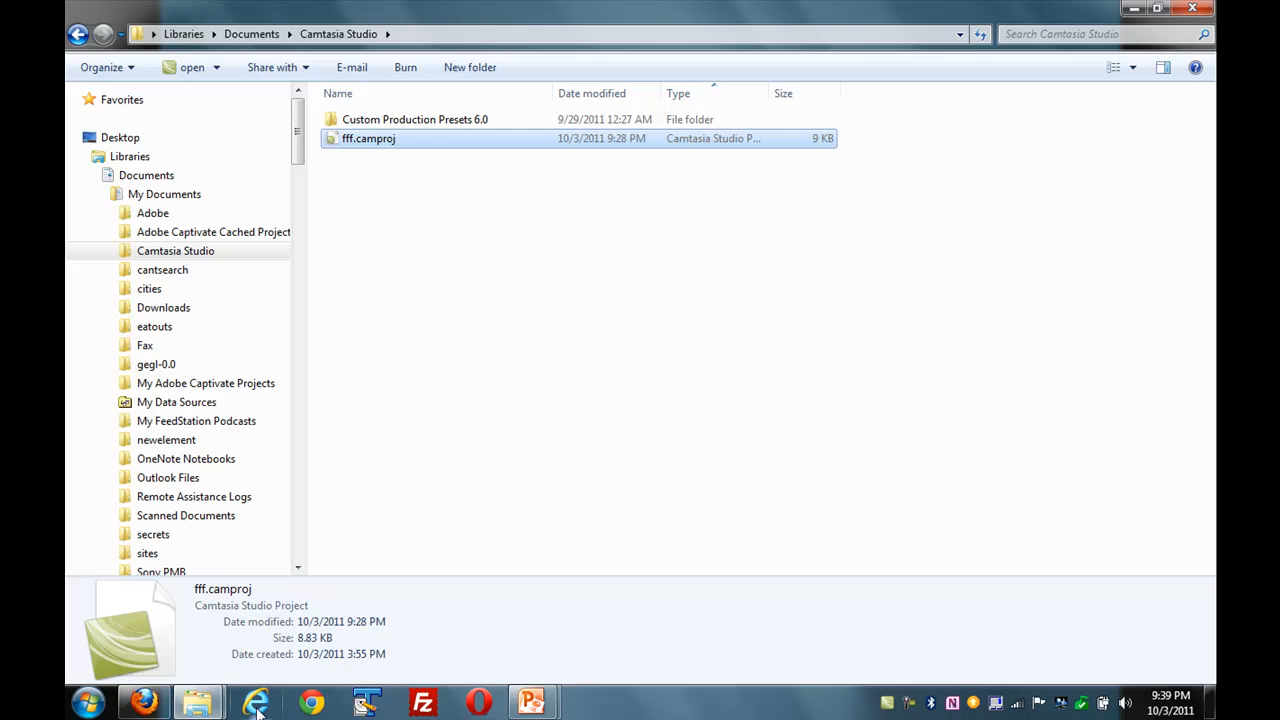 Libraries Documents Camtasia Studio
Search Camtasia Studio
Organize open Share with E-mail Burn New folder
Name Date modified Type Size
Favorites
Desktop
Libraries
Documents
My Documents
Adobe
Adobe Captivate Cached Project
Camtasia Studio
cantsearch
cities
Downloads
eatouts
Fax
gegl-0.0
My Adobe Captivate Projects
My Data Sources
My FeedStation Podcasts
newelement
OneNote Notebooks
Outlook Files
Remote Assistance Logs
Scanned Documents
secrets
sites
Sony PMB
Custom Production Presets 6.0 9/29/2011 12:27 AM File folder
fff.camproj 10/3/2011 9:28 PM Camtasia Studio P... 9 KB
fff.camproj
Camtasia Studio Project
Date modified: 10/3/2011 9:28 PM
Size: 8.83 KB
Date created: 10/3/2011 3:55 PM
9:39 PM
10/3/2011